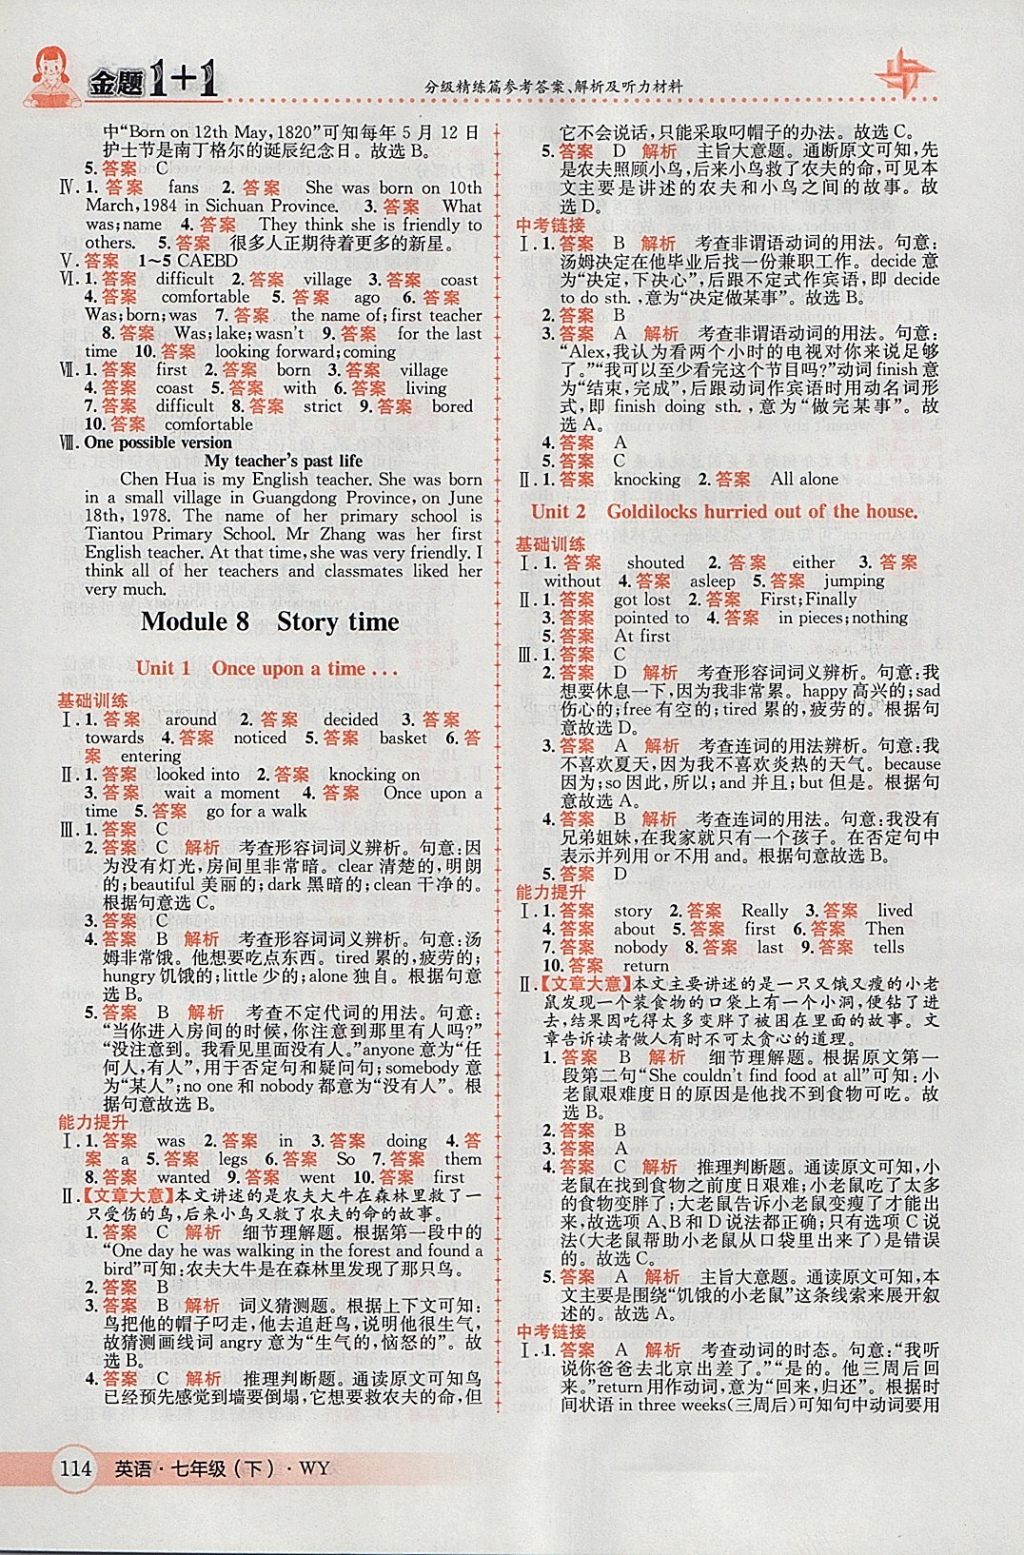 金题1+1
分级精练篇参考答案、解析及听力材料
中“Born on 12th May,1820”可知每年 5 月 12 日
护士节是南丁格尔的诞辰纪念日。故选 B。
5. 答案 C
Ⅳ. 1. 答案 fans 2. 答案 She was born on 10th
March,1984 in Sichuan Province. 3. 答案 What
was;name 4. 答案 They think she is friendly to
others. 5. 答案 很多人正期待着更多的新星。
Ⅴ. 答案 1~5 CAEBD
Ⅵ. 1. 答案 difficult 2. 答案 village 3. 答案 coast
4. 答案 comfortable 5. 答案 ago 6. 答案
Was;born;was 7. 答案 the name of;first teacher
8. 答案 Was;lake;wasn't 9. 答案 for the last
time 10. 答案 looking forward;coming
Ⅶ. 1. 答案 first 2. 答案 born 3. 答案 village
4. 答案 coast 5. 答案 with 6. 答案 living
7. 答案 difficult 8. 答案 strict 9. 答案 bored
10. 答案 comfortable
Ⅷ. One possible version
My teacher's past life
Chen Hua is my English teacher. She was born
in a small village in Guangdong Province, on June
18th, 1978. The name of her primary school is
Tiantou Primary School. Mr Zhang was her first
English teacher. At that time,she was very friendly. I
think all of her teachers and classmates liked her
very much.
Module 8 Story time
Unit 1 Once upon a time ...
基础训练
Ⅰ. 1. 答案 around 2. 答案 decided 3. 答案
towards 4. 答案 noticed 5. 答案 basket 6. 答
案 entering
Ⅱ. 1. 答案 looked into 2. 答案 knocking on
3. 答案 wait a moment 4. 答案 Once upon a
time 5. 答案 go for a walk
Ⅲ. 1. 答案 C
2. 答案 C 解析 考查形容词词义辨析。句意:因
为没有灯光,房间里非常暗。clear 清楚的,明朗
的;beautiful 美丽的;dark 黑暗的;clean 干净的。
根据句意选 C。
3. 答案 C
4. 答案 B 解析 考查形容词词义辨析。句意:汤
姆非常饿。他想要吃点东西。tired 累的,疲劳的;
hungry 饥饿的;little 少的;alone 独自。根据句意
选 B。
5. 答案 B 解析 考查不定代词的用法。句意:
“当你进入房间的时候,你注意到那里有人吗?”
“没注意到。我看见里面没有人。”anyone 意为“任
何人,有人”,用于否定句和疑问句;somebody 意
为“某人”;no one 和 nobody 都意为“没有人”。根
据句意故选 B。
能力提升
Ⅰ. 1. 答案 was 2. 答案 in 3. 答案 doing 4. 答
案 a 5. 答案 legs 6. 答案 So 7. 答案 them
8. 答案 wanted 9. 答案 went 10. 答案 first
Ⅱ. 【文章大意】本文讲述的是农夫大牛在森林里救了一
只受伤的鸟,后来小鸟又救了农夫的命的故事。
1. 答案 C 解析 细节理解题。根据第一段中的
“One day he was walking in the forest and found a
bird”可知:农夫大牛是在森林里发现了那只鸟。
2. 答案 B
3. 答案 B 解析 词义猜测题。根据上下文可知:
鸟把他的帽子叼走,他去追赶鸟,说明他很生气,
故猜测画线词 angry 意为“生气的,恼怒的”。故
选 B。
4. 答案 C 解析 推理判断题。通读原文可知鸟
已经预先感觉到墙要倒塌,它想要救农夫的命,但
它不会说话,只能采取叼帽子的办法。故选 C。
5. 答案 D 解析 主旨大意题。通断原文可知,先
是农夫照顾小鸟,后来小鸟救了农夫的命,可见本
文主要是讲述的农夫和小鸟之间的故事。故
选 D。
中考链接
Ⅰ. 1. 答案 B 解析 考查非谓语动词的用法。句意:
汤姆决定在他毕业后找一份兼职工作。decide 意
为“决定,下决心”,后跟不定式作宾语,即 decide
to do sth. ,意为“决定做某事”。故选 B。
2. 答案 B
3. 答案 A 解析 考查非谓语动词的用法。句意:
“Alex,我认为看两个小时的电视对你来说足够
了。”“我可以至少看完这个节目吗?”动词 finish 意
为“结束,完成”,后跟动词作宾语时用动名词形
式,即 finish doing sth. ,意为“做完某事”。故
选 A。
4. 答案 A
5. 答案 C
Ⅱ. 1. 答案 knocking 2. 答案 All alone
Unit 2 Goldilocks hurried out of the house.
基础训练
Ⅰ. 1. 答案 shouted 2. 答案 either 3. 答案
without 4. 答案 asleep 5. 答案 jumping
Ⅱ. 1. 答案 got lost 2. 答案 First;Finally
3. 答案 pointed to 4. 答案 in pieces;nothing
5. 答案 At first
Ⅲ. 1. 答案 C
2. 答案 D 解析 考查形容词词义辨析。句意:我
想要休息一下,因为我非常累。happy 高兴的;sad
伤心的;free 有空的;tired 累的,疲劳的。根据句
意故选 D。
3. 答案 A 解析 考查连词的用法辨析。句意:我
不喜欢夏天,因为我不喜欢炎热的天气。because
因为;so 因此,所以;and 并且;but 但是。根据句
意故选 A。
4. 答案 B 解析 考查连词的用法。句意:我没有
兄弟姐妹,在我家就只有一个孩子。在否定句中
表示并列用 or 不用 and。根据句意故选 B。
5. 答案 D
能力提升
Ⅰ. 1. 答案 story 2. 答案 Really 3. 答案 lived
4. 答案 about 5. 答案 first 6. 答案 Then
7. 答案 nobody 8. 答案 last 9. 答案 tells
10. 答案 return
Ⅱ. 【文章大意】本文主要讲述的是一只又饿又瘦的小老
鼠发现一个装食物的口袋上有一个小洞,便钻了进
去,结果因吃得太多变胖了被困在里面的故事。文
章告诉读者做人有时不可太贪心的道理。
1. 答案 B 解析 细节理解题。根据原文第一
段第二句“She couldn't find food at all”可知:小
老鼠艰难度日的原因是他找不到食物可吃。故
选 B。
2. 答案 B
3. 答案 A
4. 答案 C 解析 推理判断题。通读原文可知,小
老鼠在找到食物之前日子艰难;小老鼠吃了太多
的食物变胖了;大老鼠告诉小老鼠变瘦了才能出
来,故选项 A、B 和 D 说法都正确;只有选项 C 说
法(大老鼠帮助小老鼠从口袋里出来了)是错误
的。故选 C。
5. 答案 A 解析 主旨大意题。通读原文可知,本
文主要是围绕“饥饿的小老鼠”这条线索来展开叙
述的。故选 A。
中考链接
Ⅰ. 1. 答案 A 解析 考查动词的时态。句意:“我听
说你爸爸去北京出差了。”“是的。他三周后回
来。”return 用作动词,意为“回来,归还”。根据时
间状语 in three weeks(三周后)可知句中动词要用
114 英语·七年级(下)·WY